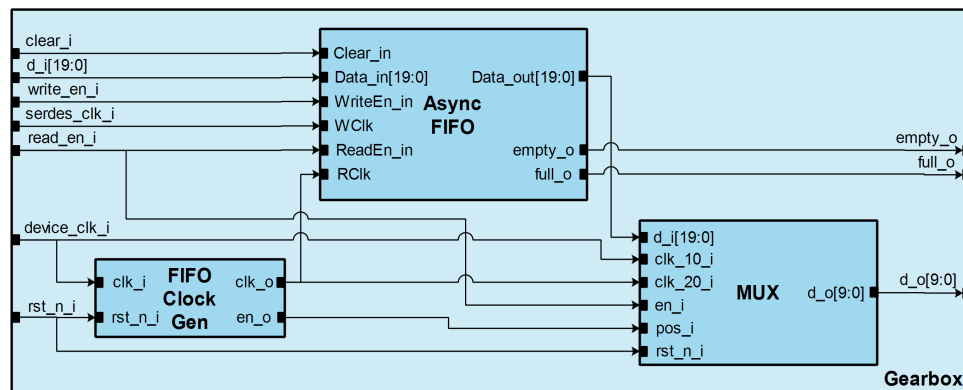 clear_i
d_i[19:0]
write_en_i
serdes_clk_i
read_en_i
device_clk_i
rst_n_i
Clear_in
Data_in[19:0]
WriteEn_in
WClk
ReadEn_in
RClk
Async
FIFO
Data_out[19:0]
empty_o
full_o
empty_o
full_o
clk_i
rst_n_i
FIFO
Clock
Gen
clk_o
en_o
d_i[19:0]
clk_10_i
clk_20_i
en_i
pos_i
rst_n_i
MUX
d_o[9:0]
d_o[9:0]
Gearbox